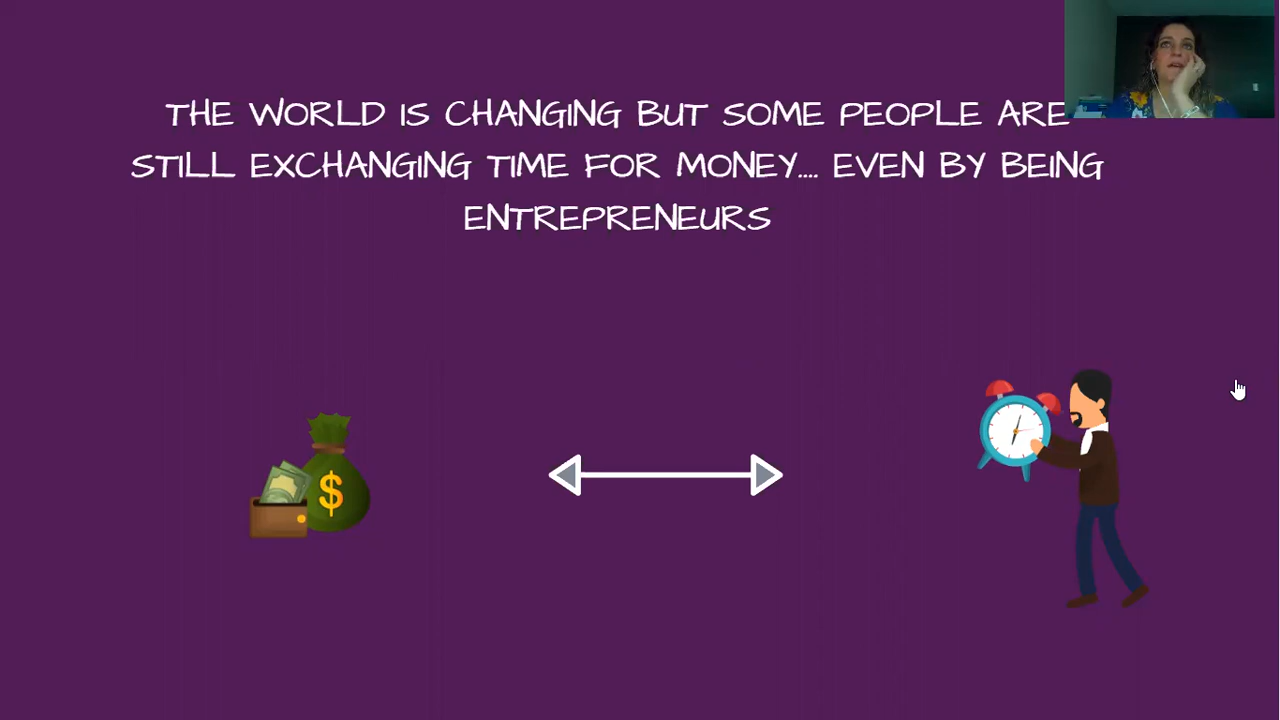 THE WORLD IS CHANGING BUT SOME PEOPLE ARE
STILL EXCHANGING TIME FOR MONEY.... EVEN BY BEING
ENTREPRENEURS
$